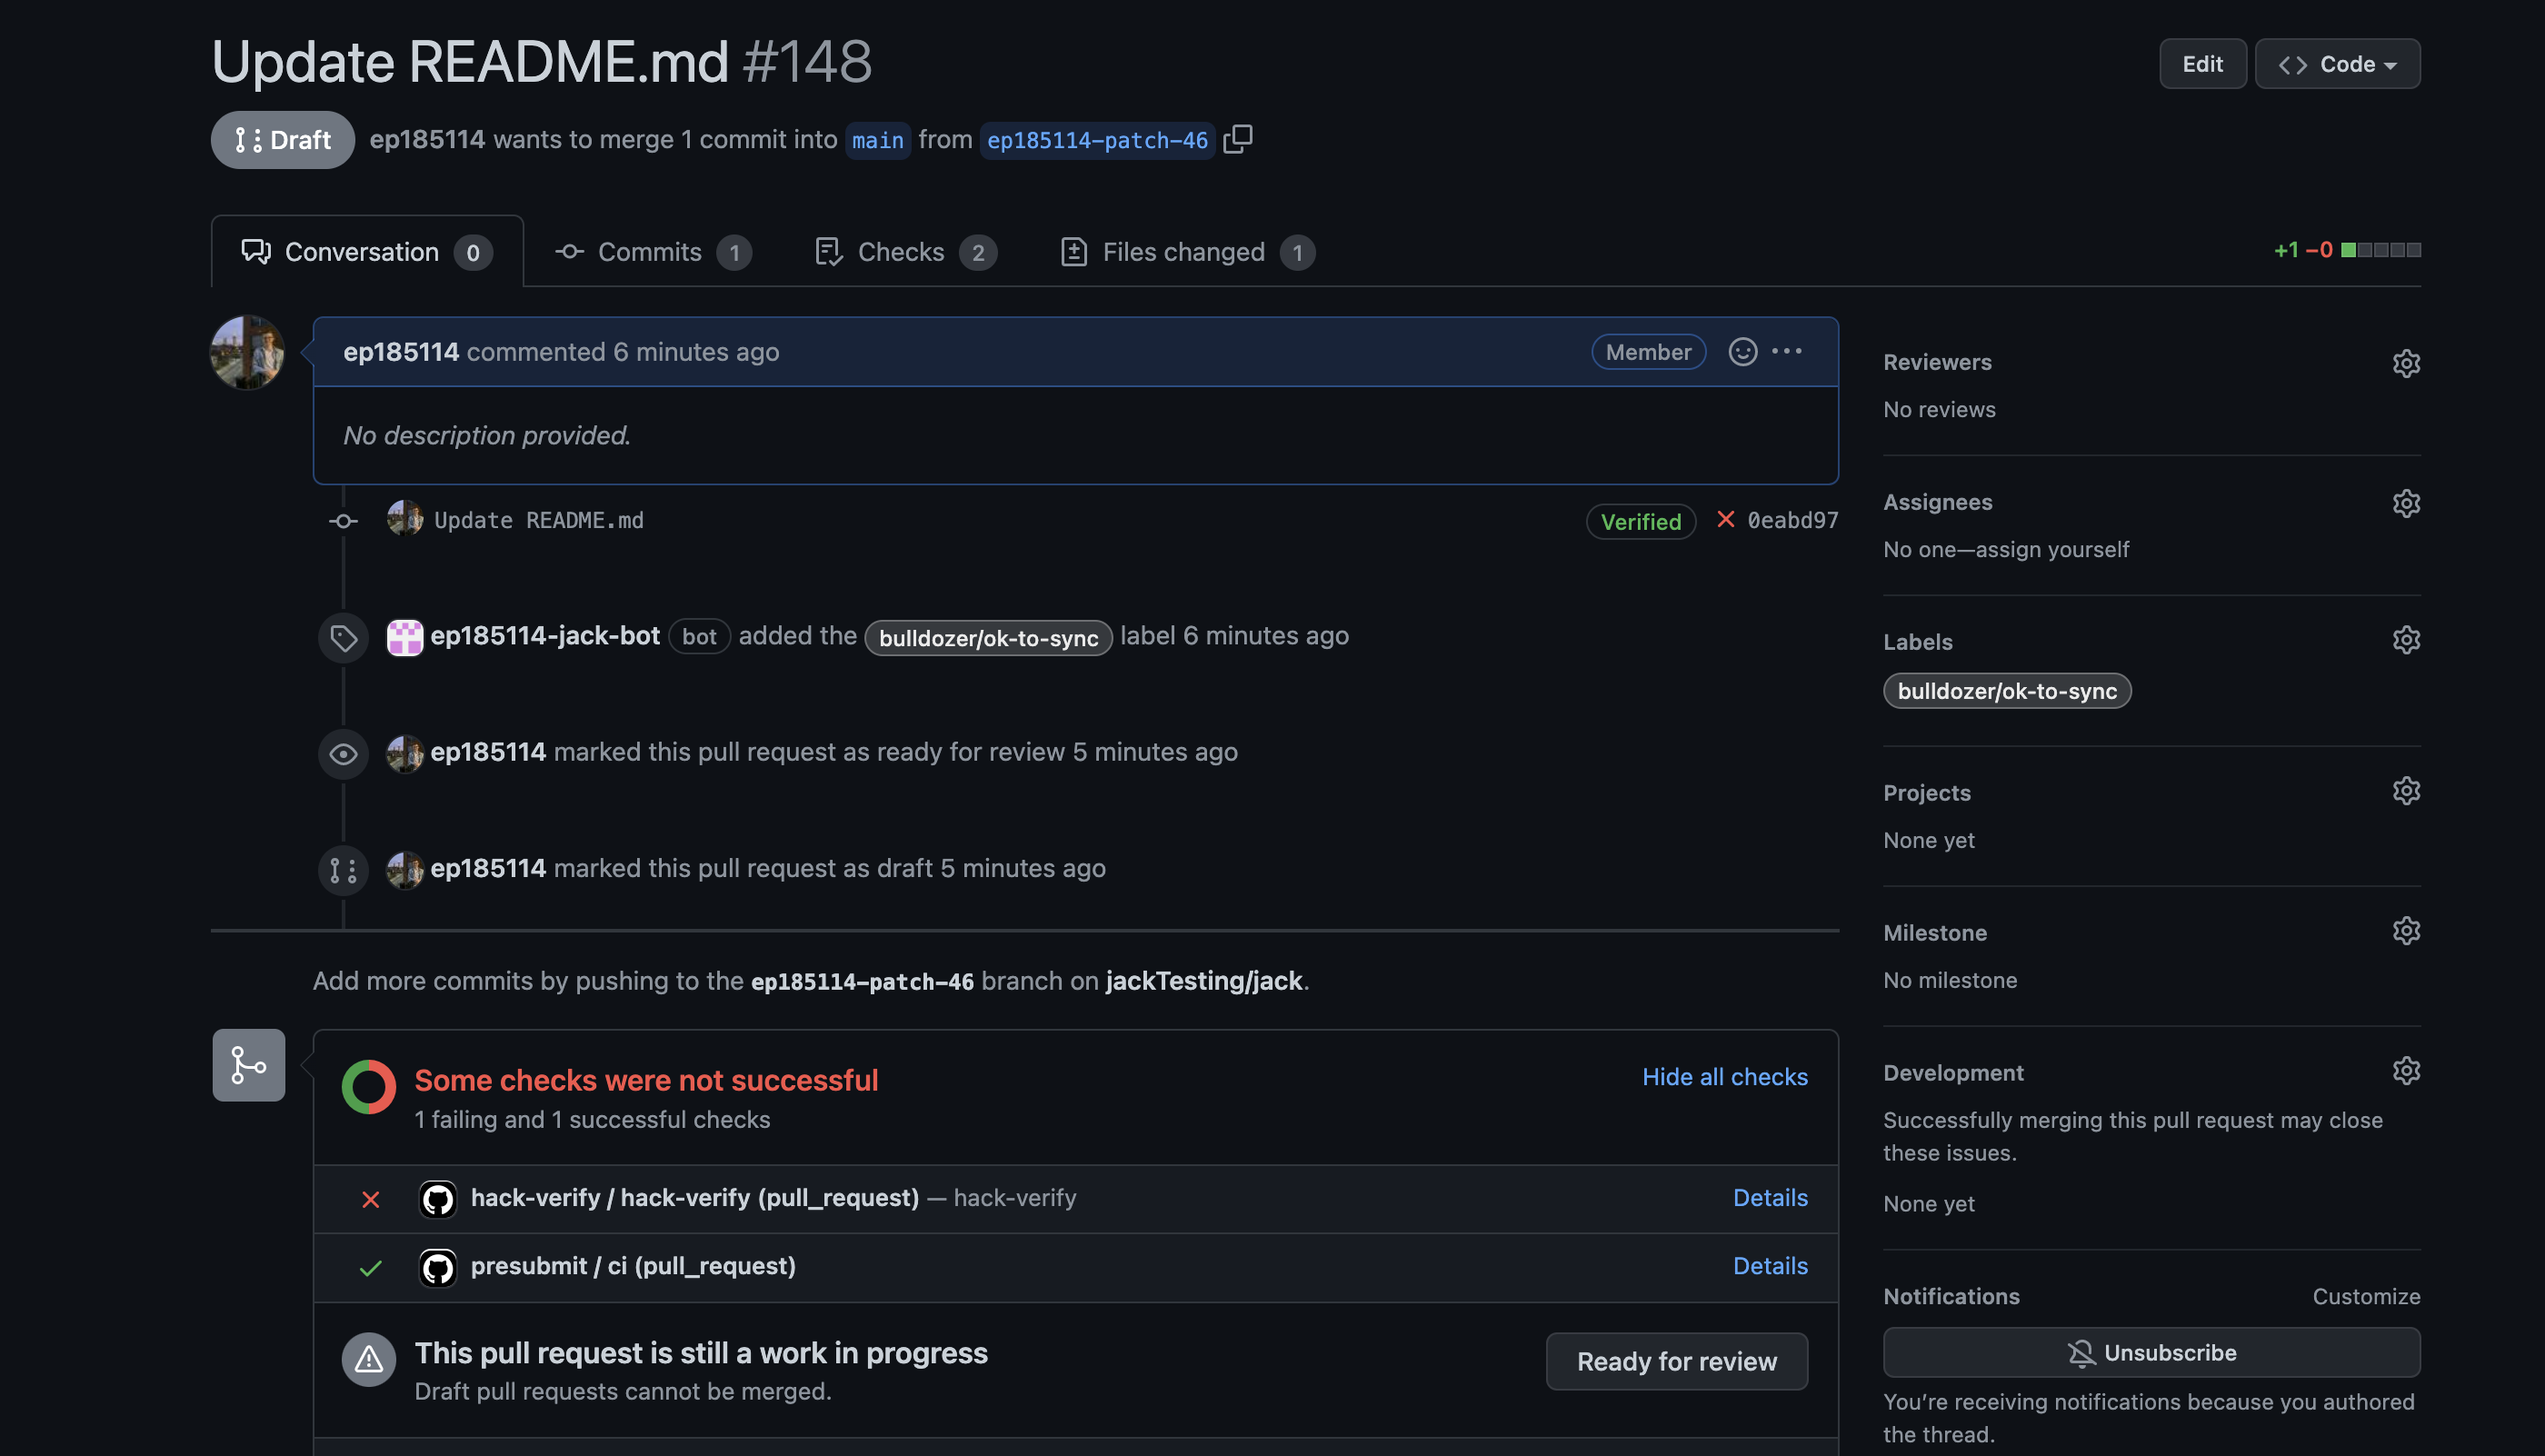 Update README.md #148
Edit
Code
Draft
ep185114 wants to merge 1 commit into main from ep185114-patch-46
Conversation 0
Commits 1
Checks 2
Files changed 1
+1 −0
ep185114 commented 6 minutes ago
Member
No description provided.
Update README.md
Verified
0eabd97
ep185114-jack-bot bot added the bulldozer/ok-to-sync label 6 minutes ago
ep185114 marked this pull request as ready for review 5 minutes ago
ep185114 marked this pull request as draft 5 minutes ago
Add more commits by pushing to the ep185114-patch-46 branch on jackTesting/jack.
Some checks were not successful
1 failing and 1 successful checks
Hide all checks
hack-verify / hack-verify (pull_request) — hack-verify
Details
presubmit / ci (pull_request)
Details
This pull request is still a work in progress
Draft pull requests cannot be merged.
Ready for review
Reviewers
No reviews
Assignees
No one—assign yourself
Labels
bulldozer/ok-to-sync
Projects
None yet
Milestone
No milestone
Development
Successfully merging this pull request may close
these issues.
None yet
Notifications
Customize
Unsubscribe
You’re receiving notifications because you authored
the thread.